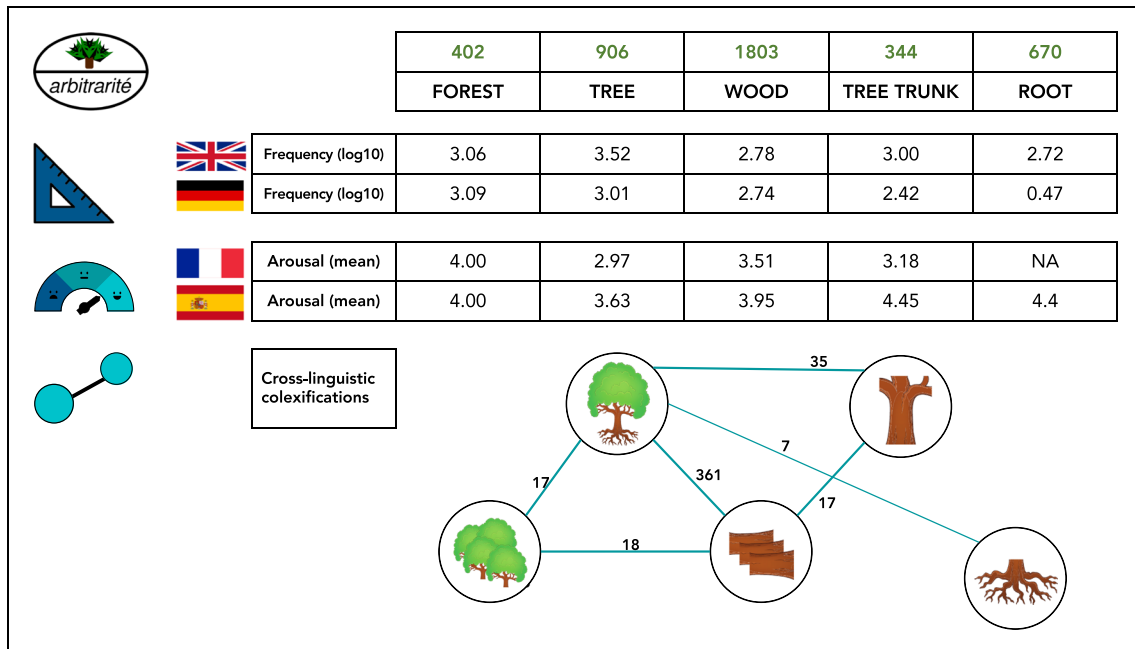 arbitrarité
402 906 1803 344 670
FOREST TREE WOOD TREE TRUNK ROOT
Frequency (log10) 3.06 3.52 2.78 3.00 2.72
Frequency (log10) 3.09 3.01 2.74 2.42 0.47
Arousal (mean) 4.00 2.97 3.51 3.18 NA
Arousal (mean) 4.00 3.63 3.95 4.45 4.4
Cross-linguistic
colexifications
35
7
17
361
17
18